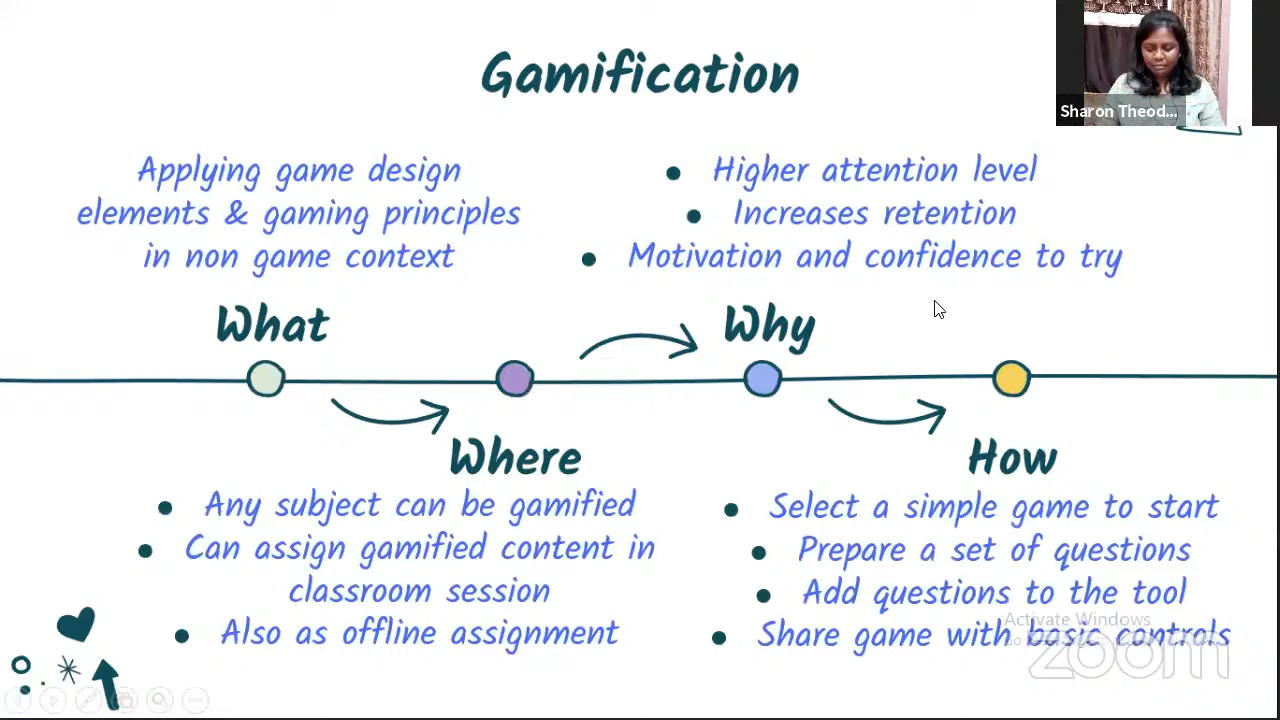 Gamification
Sharon Theod...
Applying game design
elements & gaming principles
in non game context
What
Higher attention level
Increases retention
Motivation and confidence to try
Why
Where
Any subject can be gamified
Can assign gamified content in
classroom session
Also as offline assignment
How
Select a simple game to start
Prepare a set of questions
Add questions to the tool
Share game with basic controls
Activate Windows
zoom